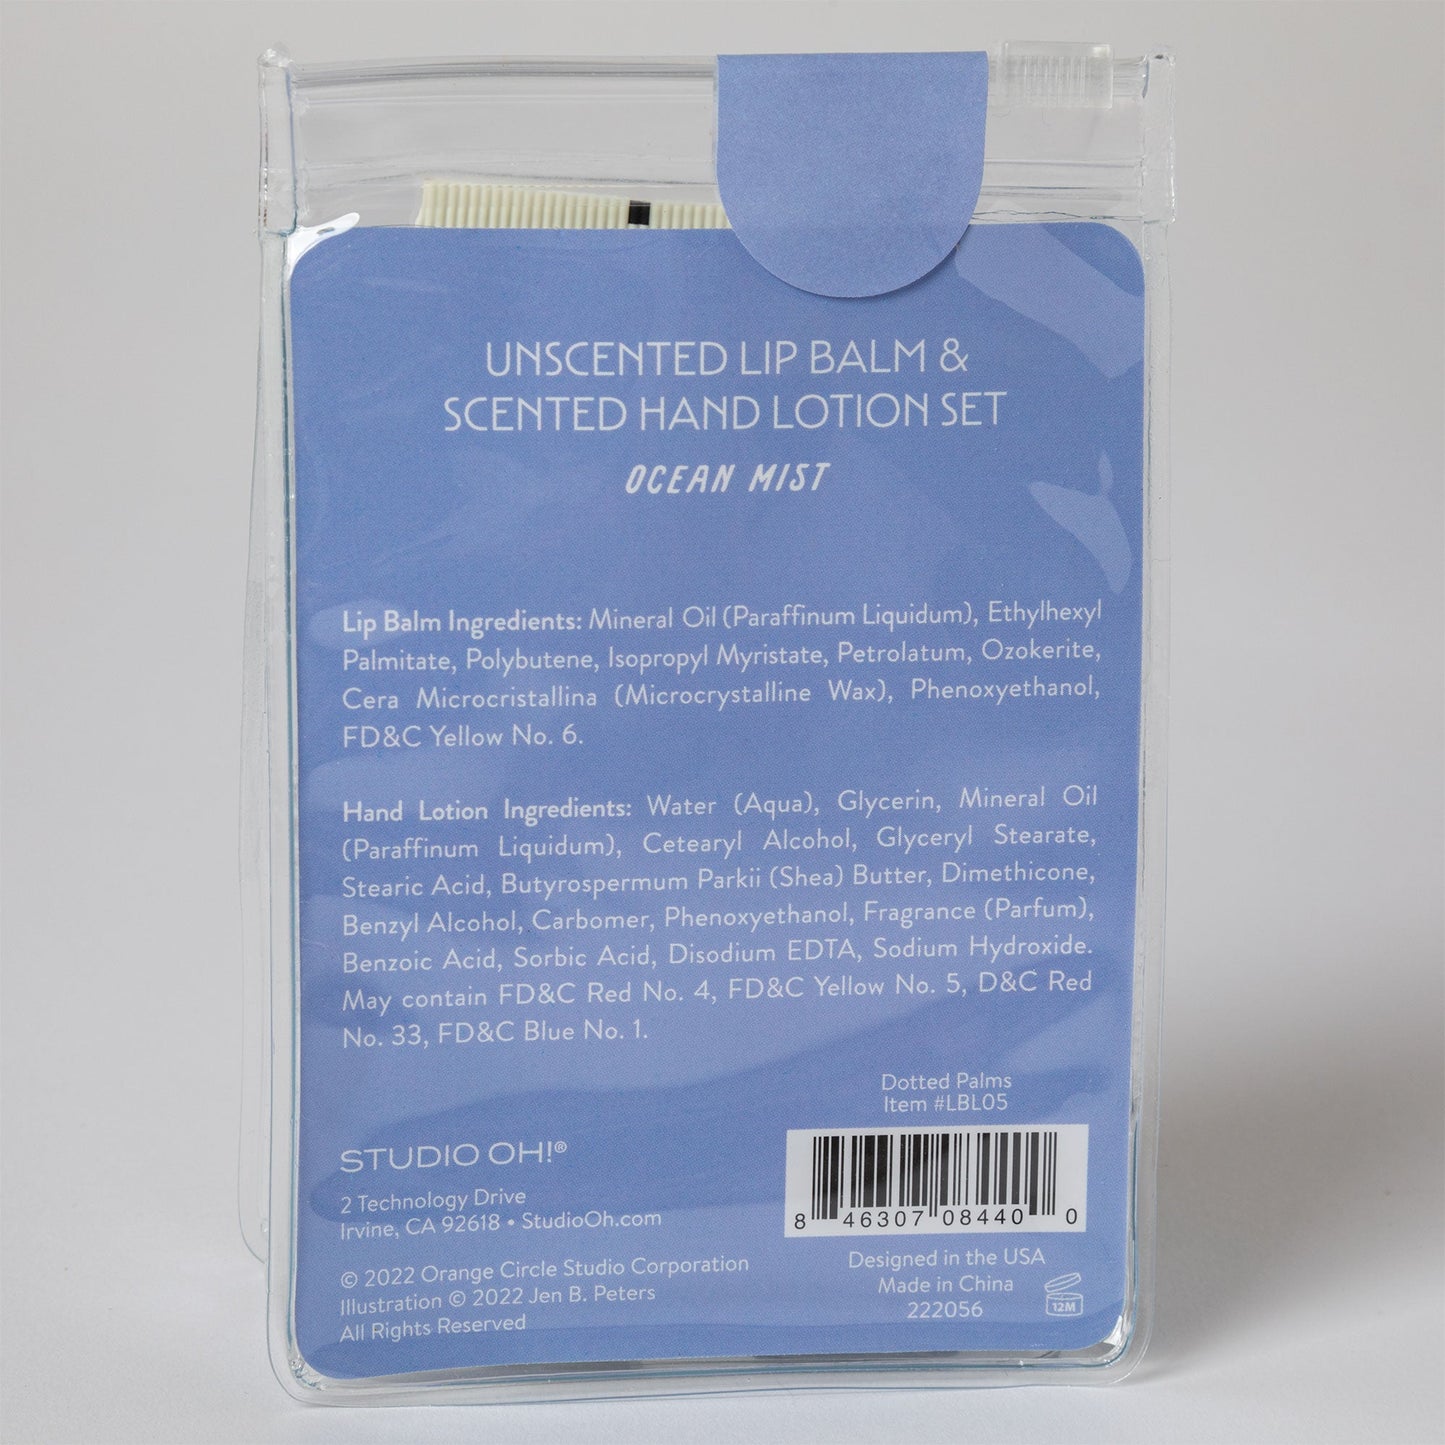 UNSCENTED LIP BALM &
SCENTED HAND LOTION SET
OCEAN MIST
Lip Balm Ingredients: Mineral Oil (Paraffinum Liquidum), Ethylhexyl
Palmitate, Polybutene, Isopropyl Myristate, Petrolatum, Ozokerite,
Cera Microcristallina (Microcrystalline Wax), Phenoxyethanol,
FD&C Yellow No. 6.
Hand Lotion Ingredients: Water (Aqua), Glycerin, Mineral Oil
(Paraffinum Liquidum), Cetearyl Alcohol, Glyceryl Stearate,
Stearic Acid, Butyrospermum Parkii (Shea) Butter, Dimethicone,
Benzyl Alcohol, Carbomer, Phenoxyethanol, Fragrance (Parfum),
Benzoic Acid, Sorbic Acid, Disodium EDTA, Sodium Hydroxide.
May contain FD&C Red No. 4, FD&C Yellow No. 5, D&C Red
No. 33, FD&C Blue No. 1.
Dotted Palms
Item #LBL05
8 46307 08440 0
Designed in the USA
Made in China
222056
12M
STUDIO OH!®
2 Technology Drive
Irvine, CA 92618 • StudioOh.com
© 2022 Orange Circle Studio Corporation
Illustration © 2022 Jen B. Peters
All Rights Reserved